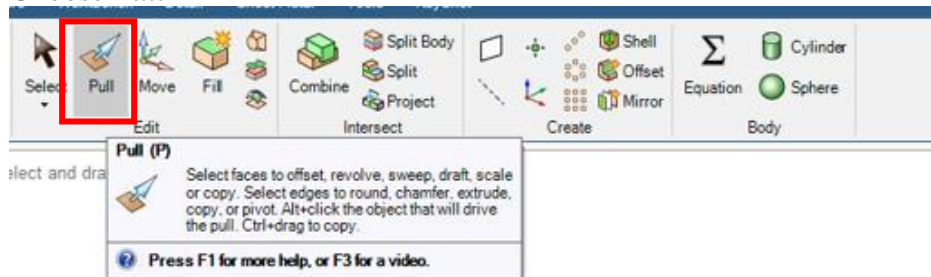 Split Body
Shell
Split
Offset
Cylinder
Select
Pull
Move
Fill
Combine
Project
Mirror
Equation
Sphere
Edit
Intersect
Create
Body
Pull (P)
elect and dra
Select faces to offset, revolve, sweep, draft, scale
or copy. Select edges to round, chamfer, extrude,
copy, or pivot. Alt+click the object that will drive
the pull. Ctrl+drag to copy.
Press F1 for more help, or F3 for a video.